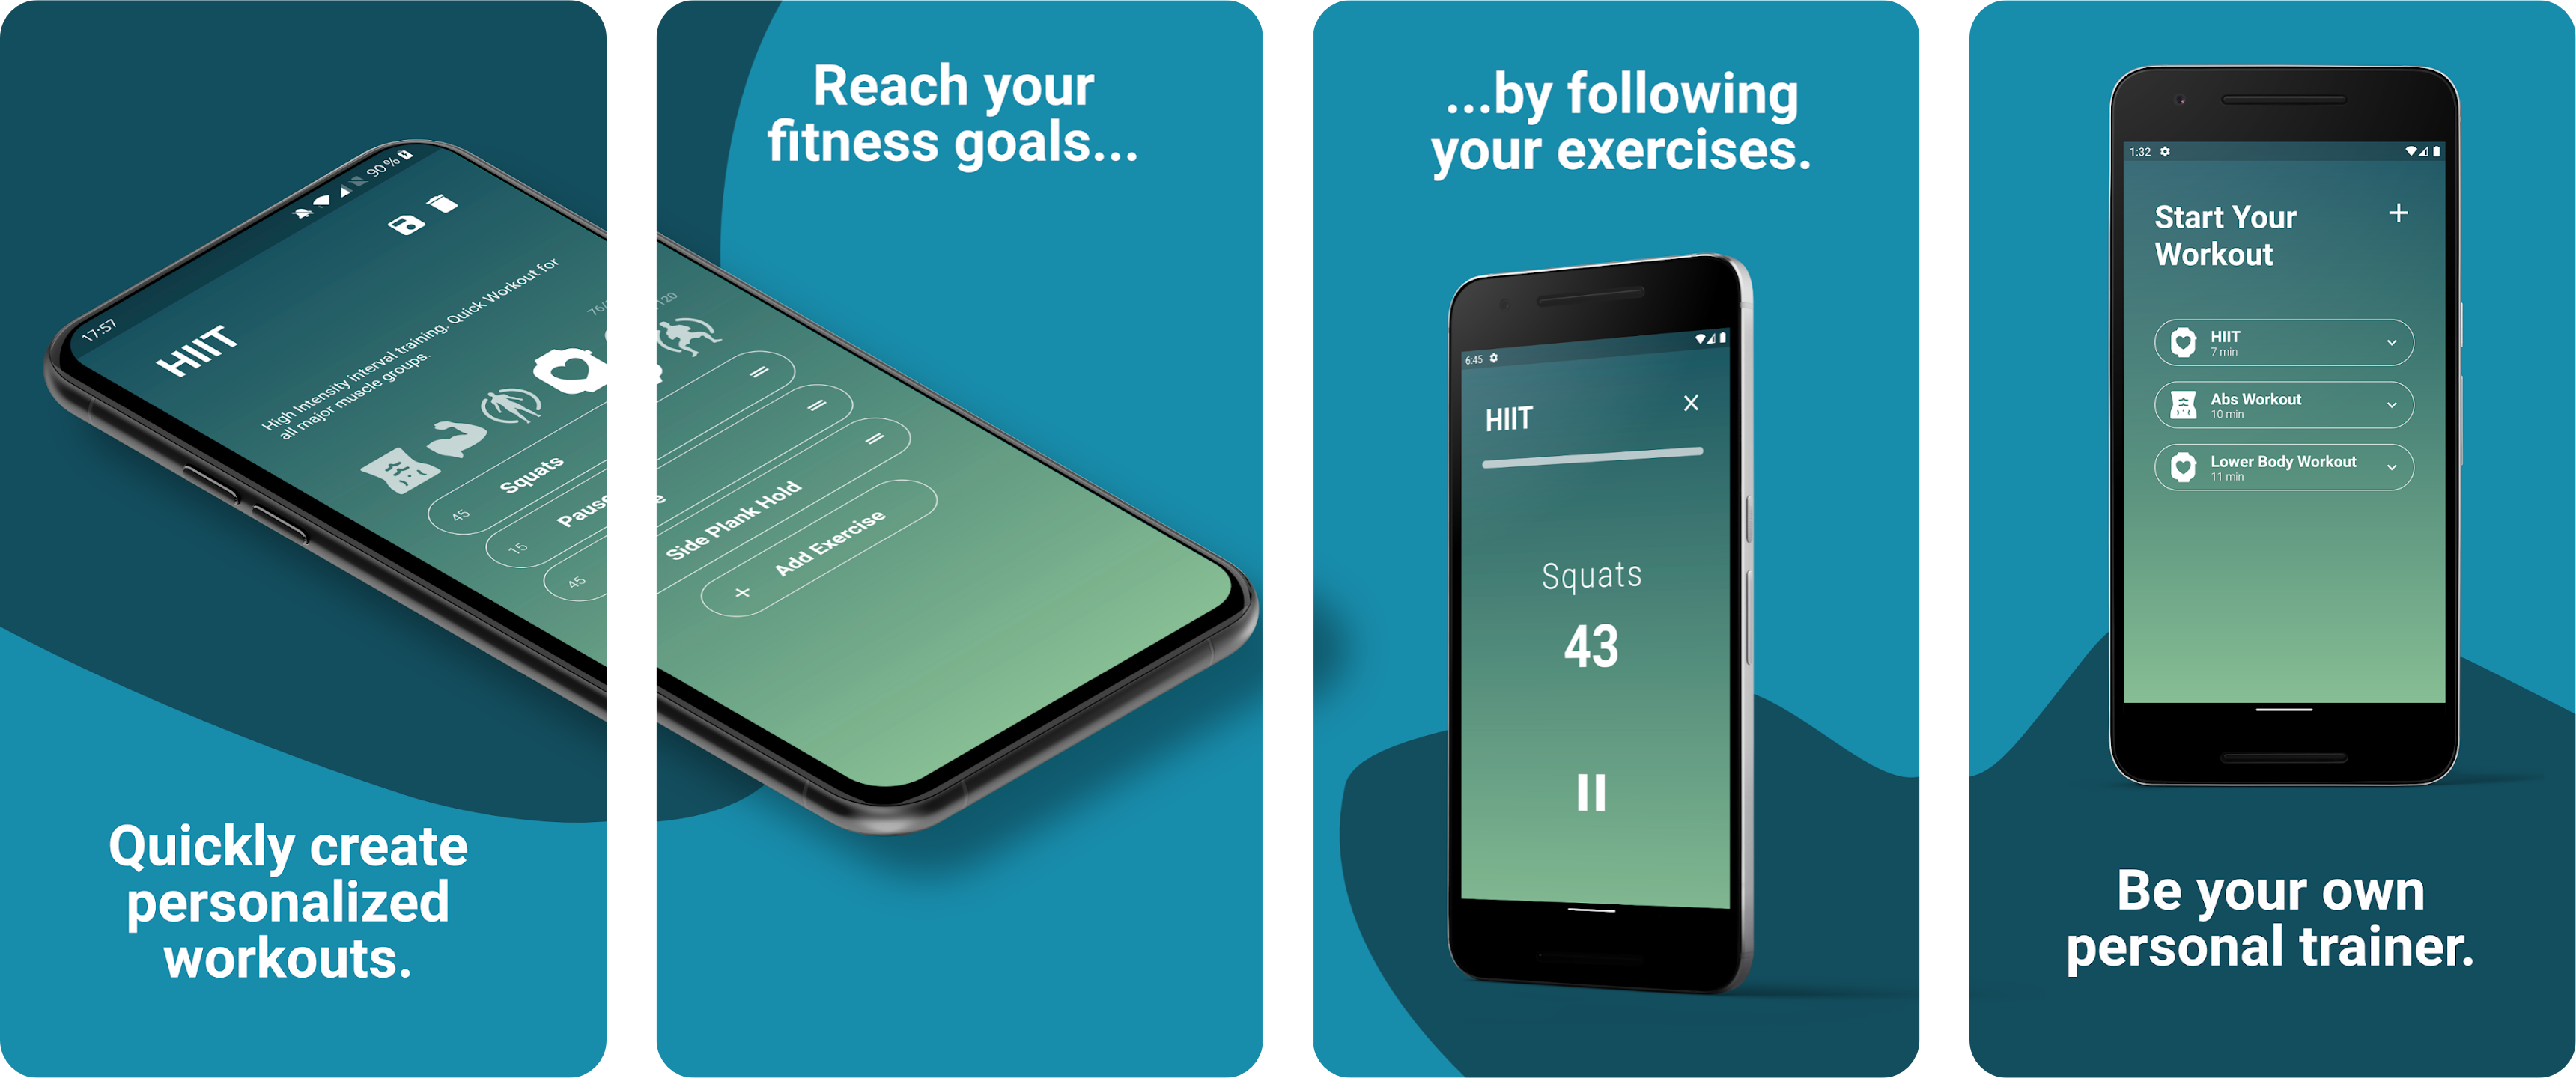 17:57
90 %
HIIT
High Intensity interval training. Quick Workout for
all major muscle groups.
45
Squats
15
Paus
45
Quickly create
personalized
workouts.
Reach your
fitness goals...
120
e
Side Plank Hold
+ Add Exercise
...by following
your exercises.
6:45
HIIT
Squats
43
1:32
Start Your
Workout
+
HIIT
7 min
Abs Workout
10 min
Lower Body Workout
11 min
Be your own
personal trainer.